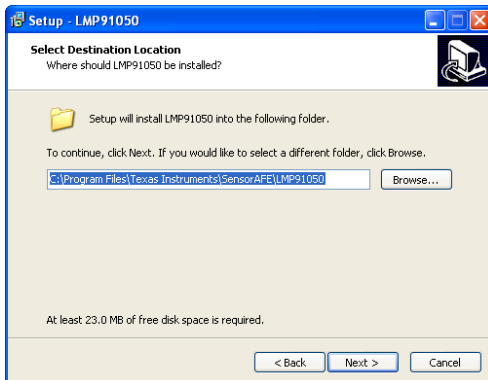 Setup - LMP91050
Select Destination Location
Where should LMP91050 be installed?
Setup will install LMP91050 into the following folder.
To continue, click Next. If you would like to select a different folder, click Browse.
C:\Program Files\Texas Instruments\SensorAFE\LMP91050
Browse...
At least 23.0 MB of free disk space is required.
< Back
Next >
Cancel